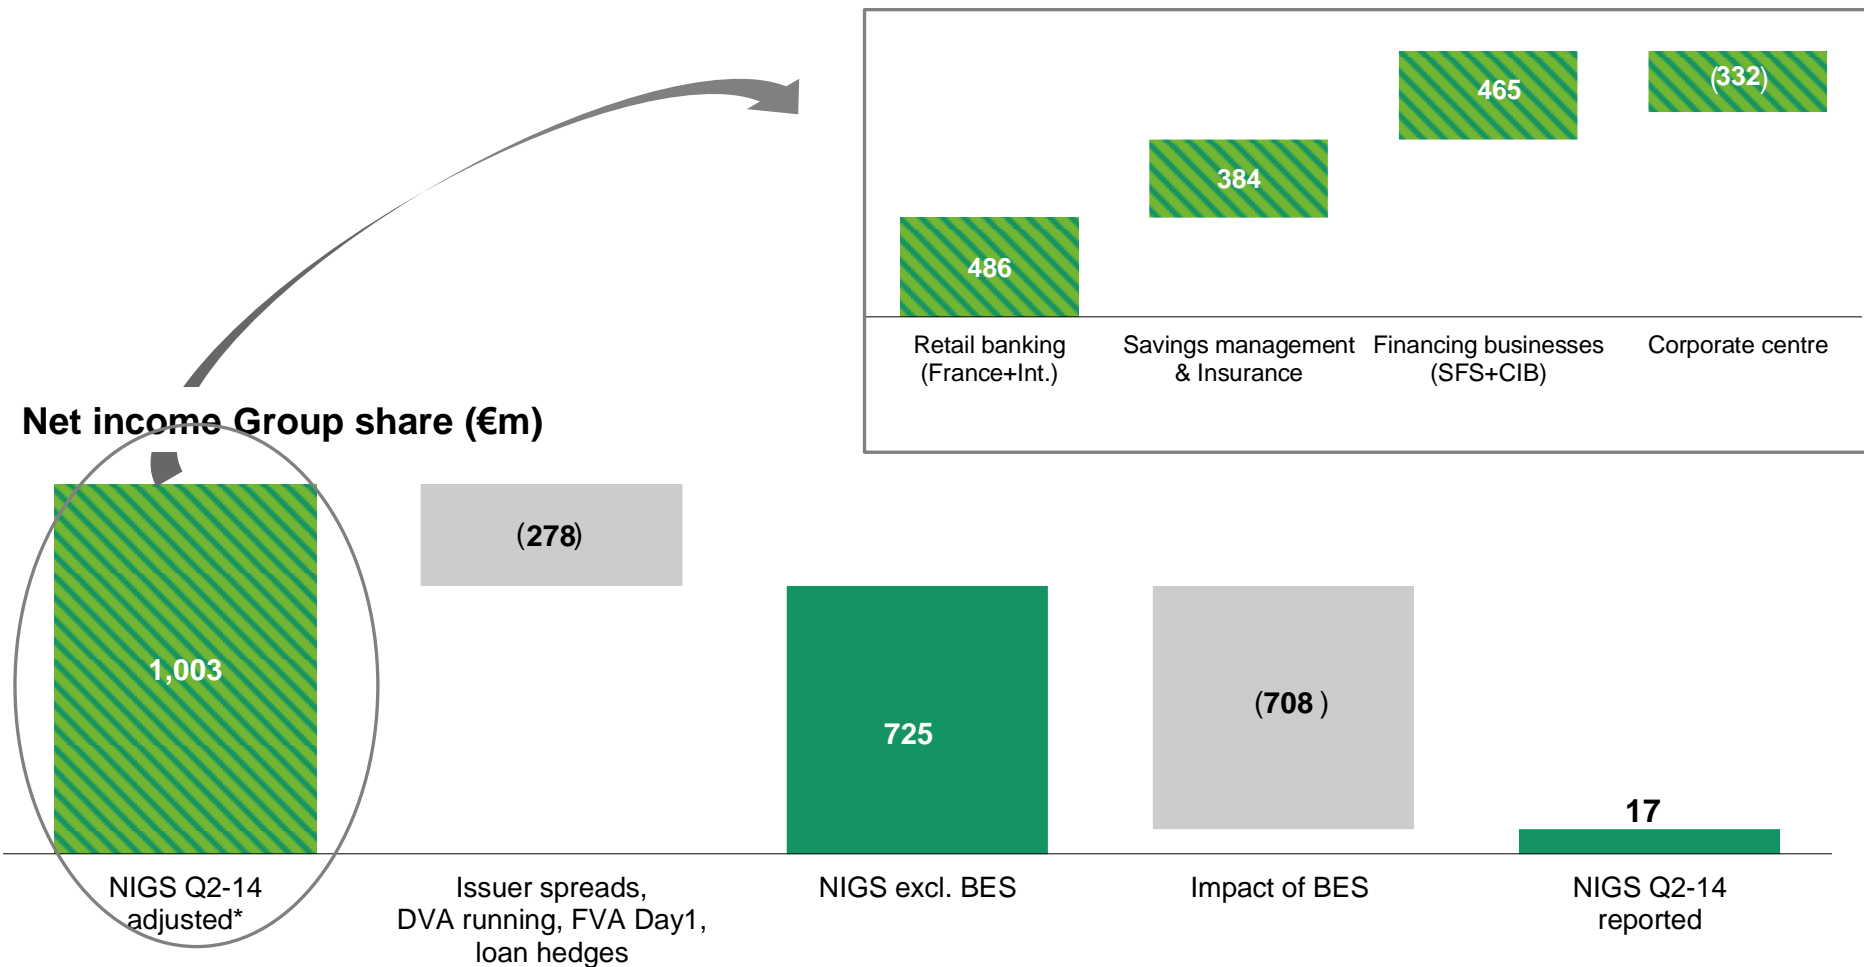 465
(332)
384
486
Retail banking
(France+Int.)
Savings management
& Insurance
Financing businesses
(SFS+CIB)
Corporate centre
Net income Group share (€m)
(278)
1,003
725
(708 )
17
NIGS Q2-14
adjusted*
Issuer spreads,
DVA running, FVA Day1,
loan hedges
NIGS excl. BES
Impact of BES
NIGS Q2-14
reported